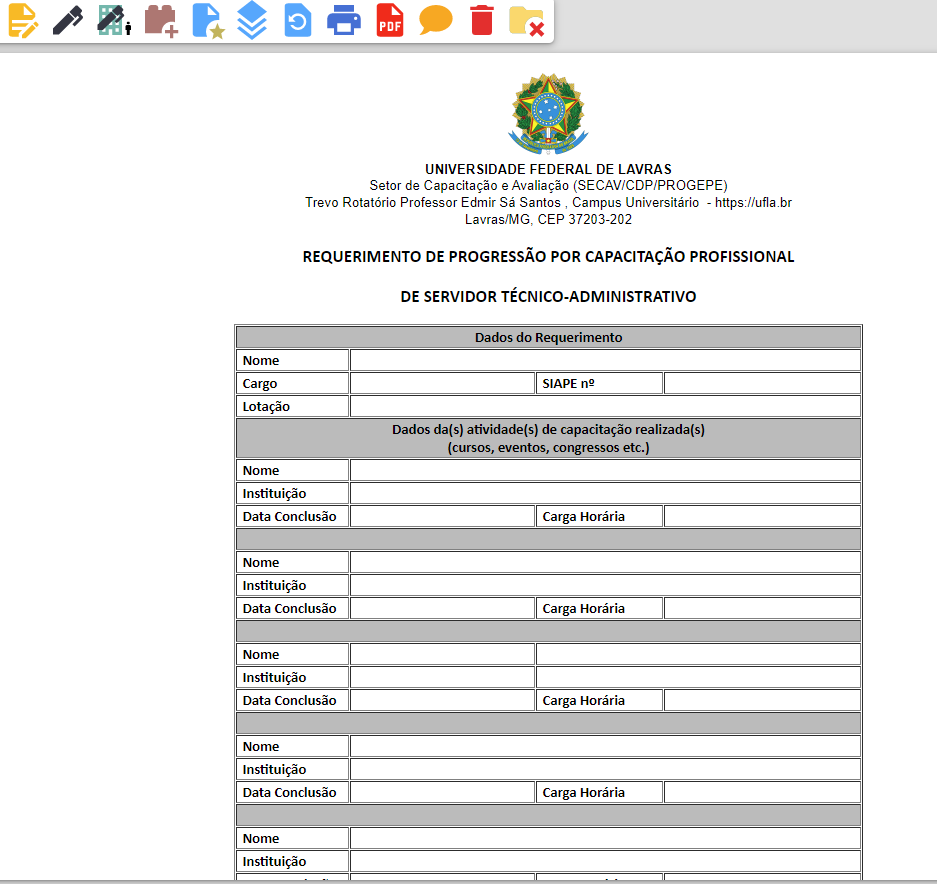 PDF
UNIVERSIDADE FEDERAL DE LAVRAS
Setor de Capacitação e Avaliação (SECAV/CDP/PROGEPE)
Trevo Rotatório Professor Edmir Sá Santos , Campus Universitário - https://ufla.br
Lavras/MG, CEP 37203-202
REQUERIMENTO DE PROGRESSÃO POR CAPACITAÇÃO PROFISSIONAL
DE SERVIDOR TÉCNICO-ADMINISTRATIVO
Dados do Requerimento
Nome
Cargo SIAPE nº
Lotação
Dados da(s) atividade(s) de capacitação realizada(s)
(cursos, eventos, congressos etc.)
Nome
Instituição
Data Conclusão Carga Horária
Nome
Instituição
Data Conclusão Carga Horária
Nome
Instituição
Data Conclusão Carga Horária
Nome
Instituição
Data Conclusão Carga Horária
Nome
Instituição